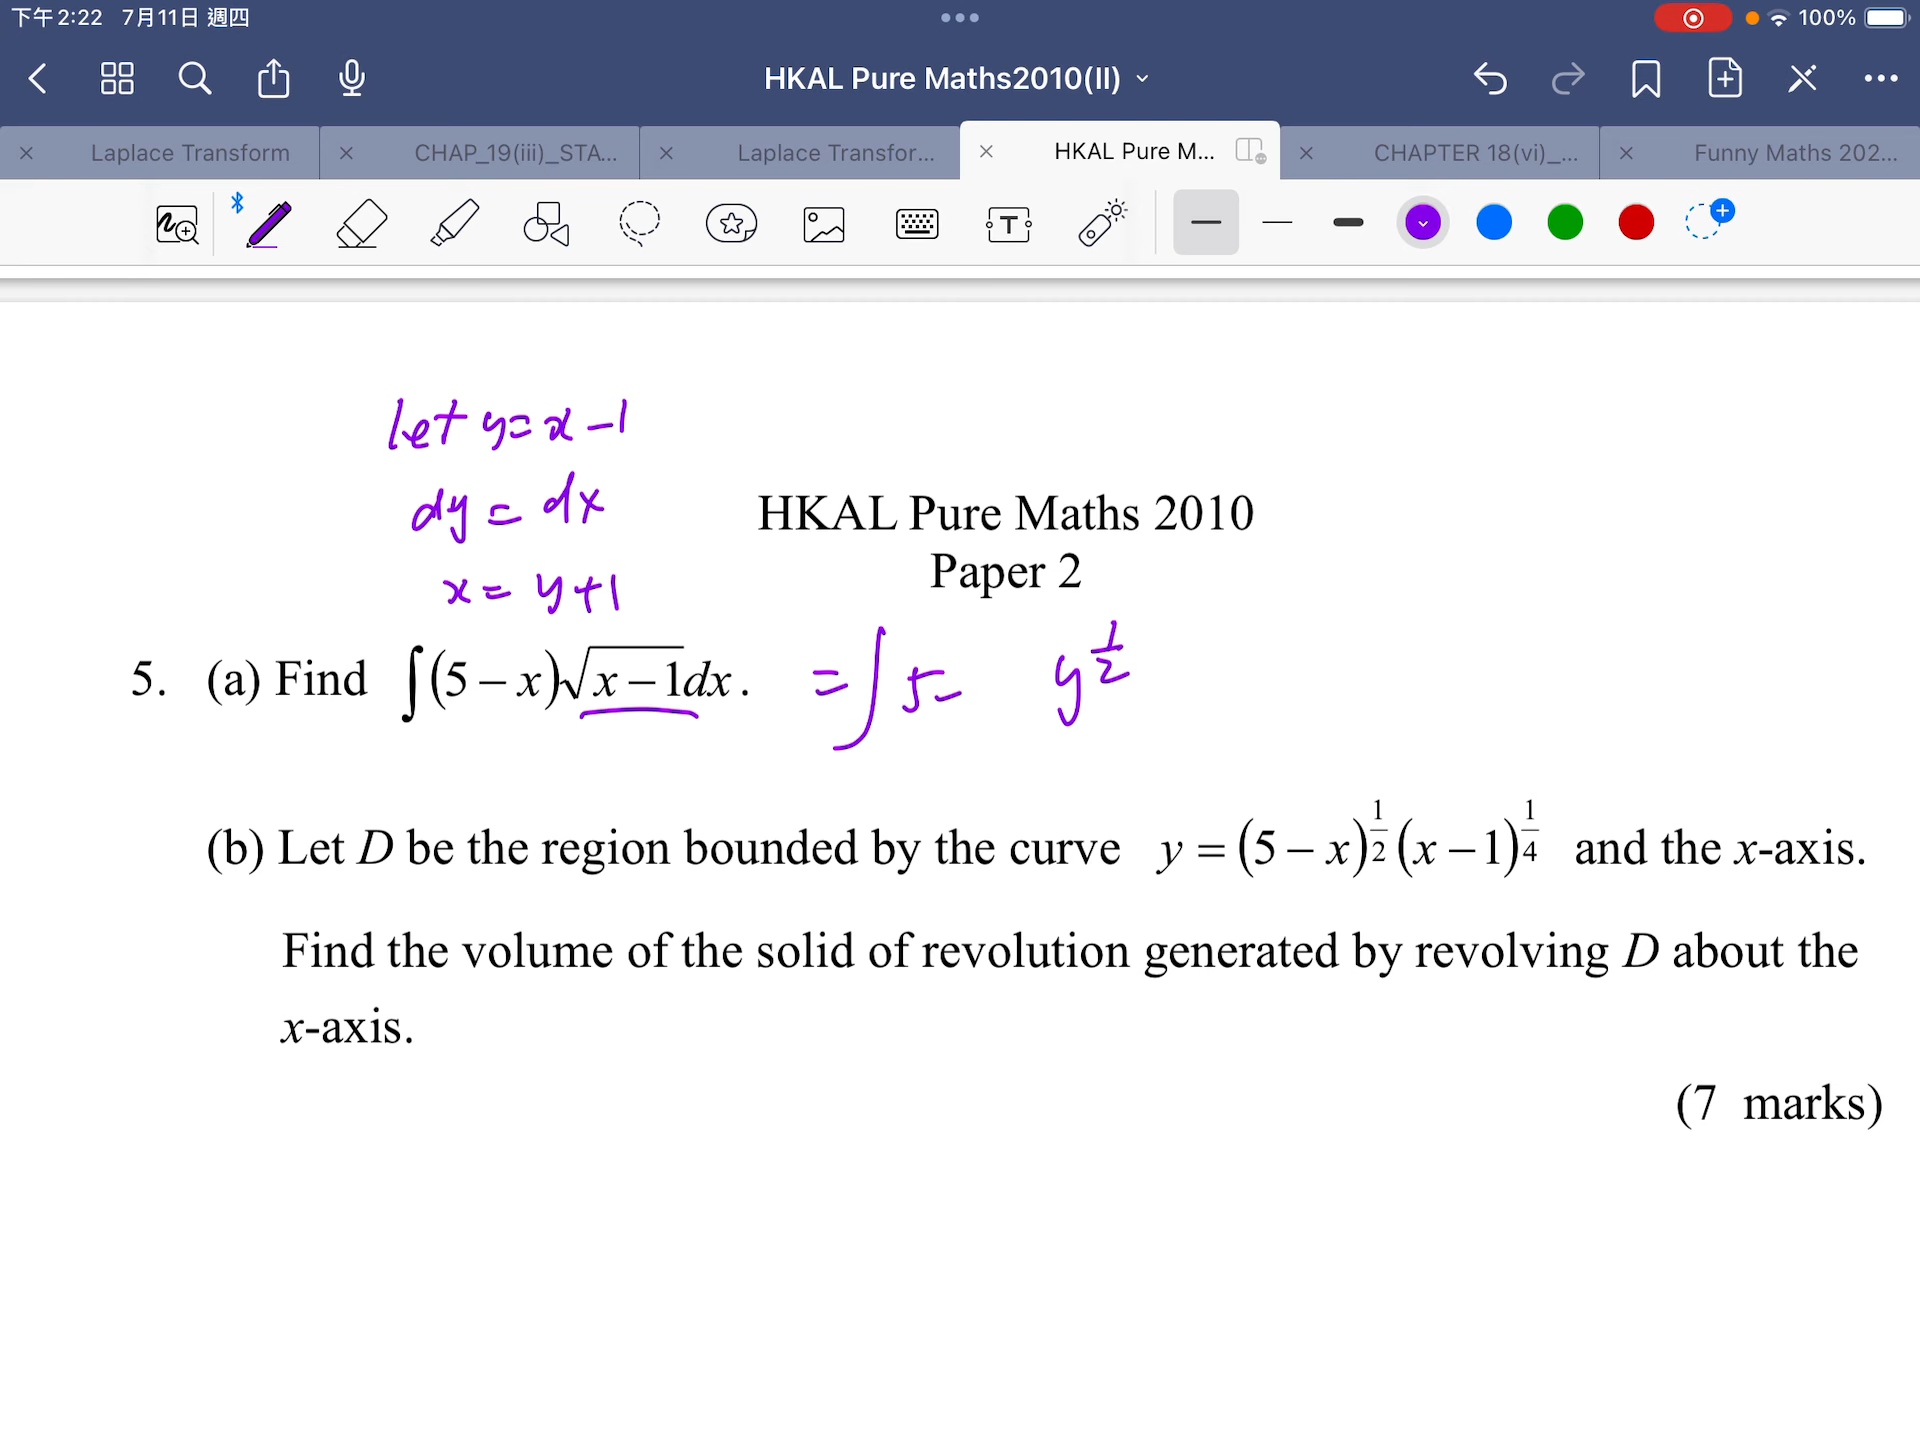 下午2:22 7月11日 週四
100%
HKAL Pure Maths2010(II)
Laplace Transform
CHAP_19(iii)_STA...
Laplace Transfor...
HKAL Pure M...
CHAPTER 18(vi)_...
Funny Maths 202...
let y=x-1
dy = dx
x = y+1
HKAL Pure Maths 2010
Paper 2
5. (a) Find ∫(5 – x)√(x – 1)dx. = ∫ 5- y^(1/2)
(b) Let D be the region bounded by the curve y = (5 – x)^(1/2) (x – 1)^(1/4) and the x-axis.
Find the volume of the solid of revolution generated by revolving D about the
x-axis.
(7 marks)